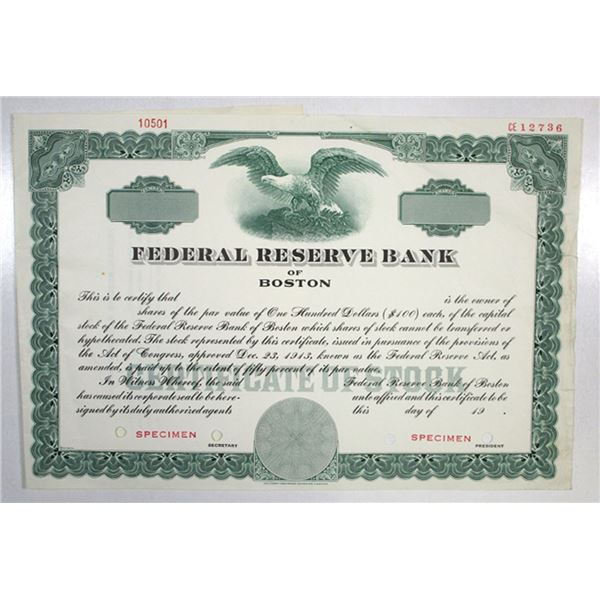 10501
CE 12736
NUMBER
SHARES
FEDERAL RESERVE BANK
OF
BOSTON
This is to certify that is the owner of
shares of the par value of One Hundred Dollars ($100) each, of the capital
stock of the Federal Reserve Bank of Boston which shares of stock cannot be transferred or
hypothecated. The stock represented by this certificate, issued in pursuance of the provisions of
the Act of Congress, approved Dec. 23, 1913, known as the Federal Reserve Act, as
amended, is paid up to the extent of fifty percent of its par value.
CERTIFICATE OF STOCK
In Witness Whereof, the said Federal Reserve Bank of Boston
has caused its corporate seal to be here- unto affixed and this certificate to be
signed by its duly authorized agents this day of 19 .
SPECIMEN SPECIMEN
SECRETARY PRESIDENT